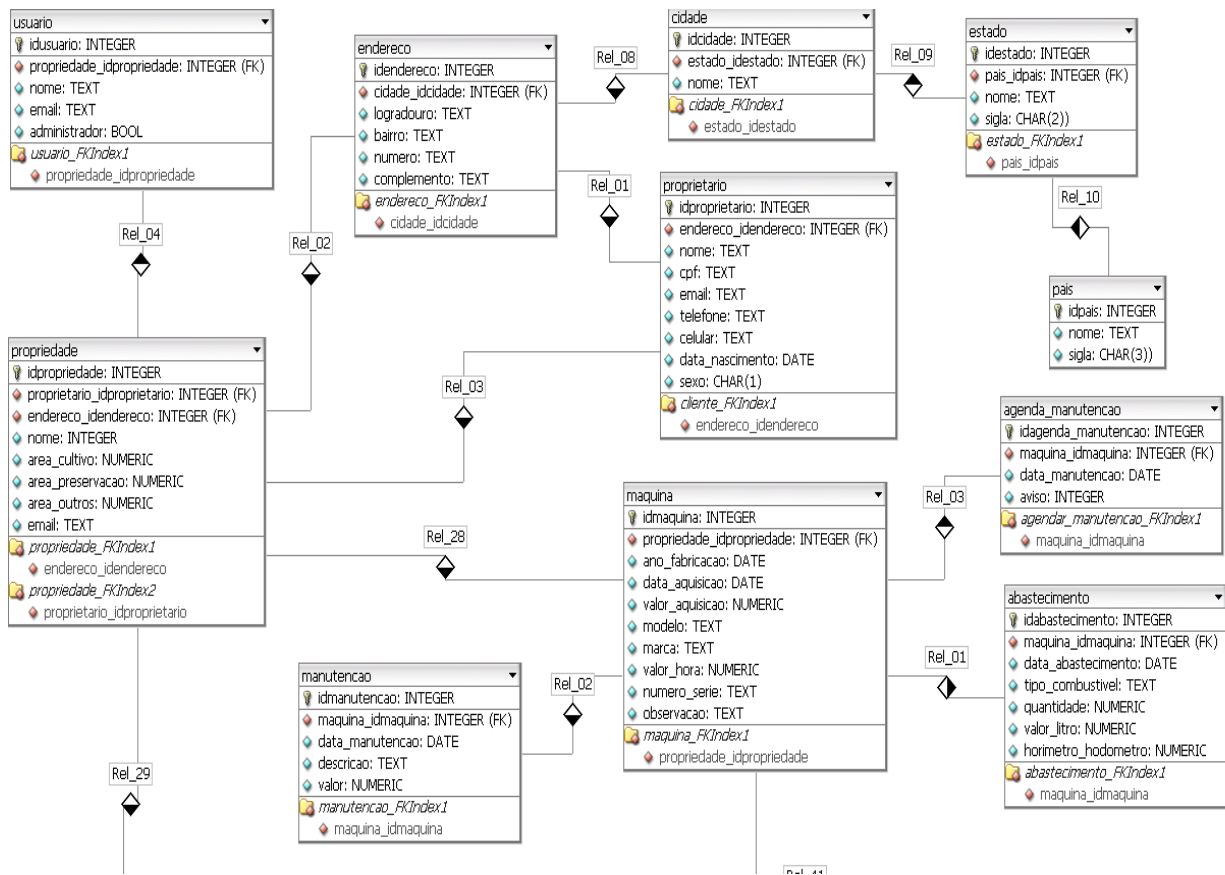 usuario
idusuario: INTEGER
propriedade_idpropriedade: INTEGER (FK)
nome: TEXT
email: TEXT
administrador: BOOL
usuario_FKIndex1
propriedade_idpropriedade
endereco
idendereco: INTEGER
cidade_idcidade: INTEGER (FK)
logradouro: TEXT
bairro: TEXT
numero: TEXT
complemento: TEXT
endereco_FKIndex1
cidade_idcidade
Rel_08
cidade
idcidade: INTEGER
estado_idestado: INTEGER (FK)
nome: TEXT
cidade_FKIndex1
estado_idestado
Rel_09
estado
idestado: INTEGER
pais_idpais: INTEGER (FK)
nome: TEXT
sigla: CHAR(2))
estado_FKIndex1
pais_idpais
Rel_04
Rel_02
Rel_01
proprietario
idproprietario: INTEGER
endereco_idendereco: INTEGER (FK)
nome: TEXT
cpf: TEXT
email: TEXT
telefone: TEXT
celular: TEXT
data_nascimento: DATE
sexo: CHAR(1)
cliente_FKIndex1
endereco_idendereco
Rel_10
pais
idpais: INTEGER
nome: TEXT
sigla: CHAR(3))
propriedade
idpropriedade: INTEGER
proprietario_idproprietario: INTEGER (FK)
endereco_idendereco: INTEGER (FK)
nome: INTEGER
area_cultivo: NUMERIC
area_preservacao: NUMERIC
area_outros: NUMERIC
email: TEXT
propriedade_FKIndex1
endereco_idendereco
propriedade_FKIndex2
proprietario_idproprietario
Rel_03
Rel_28
maquina
idmaquina: INTEGER
propriedade_idpropriedade: INTEGER (FK)
ano_fabricacao: DATE
data_aquisicao: DATE
valor_aquisicao: NUMERIC
modelo: TEXT
marca: TEXT
valor_hora: NUMERIC
numero_serie: TEXT
observacao: TEXT
maquina_FKIndex1
propriedade_idpropriedade
Rel_03
agenda_manutencao
idagenda_manutencao: INTEGER
maquina_idmaquina: INTEGER (FK)
data_manutencao: DATE
aviso: INTEGER
agendar_manutencao_FKIndex1
maquina_idmaquina
Rel_01
abastecimento
idabastecimento: INTEGER
maquina_idmaquina: INTEGER (FK)
data_abastecimento: DATE
tipo_combustivel: TEXT
quantidade: NUMERIC
valor_litro: NUMERIC
horimetro_hodometro: NUMERIC
abastecimento_FKIndex1
maquina_idmaquina
Rel_02
manutencao
idmanutencao: INTEGER
maquina_idmaquina: INTEGER (FK)
data_manutencao: DATE
descricao: TEXT
valor: NUMERIC
manutencao_FKIndex1
maquina_idmaquina
Rel_29
Rel_41